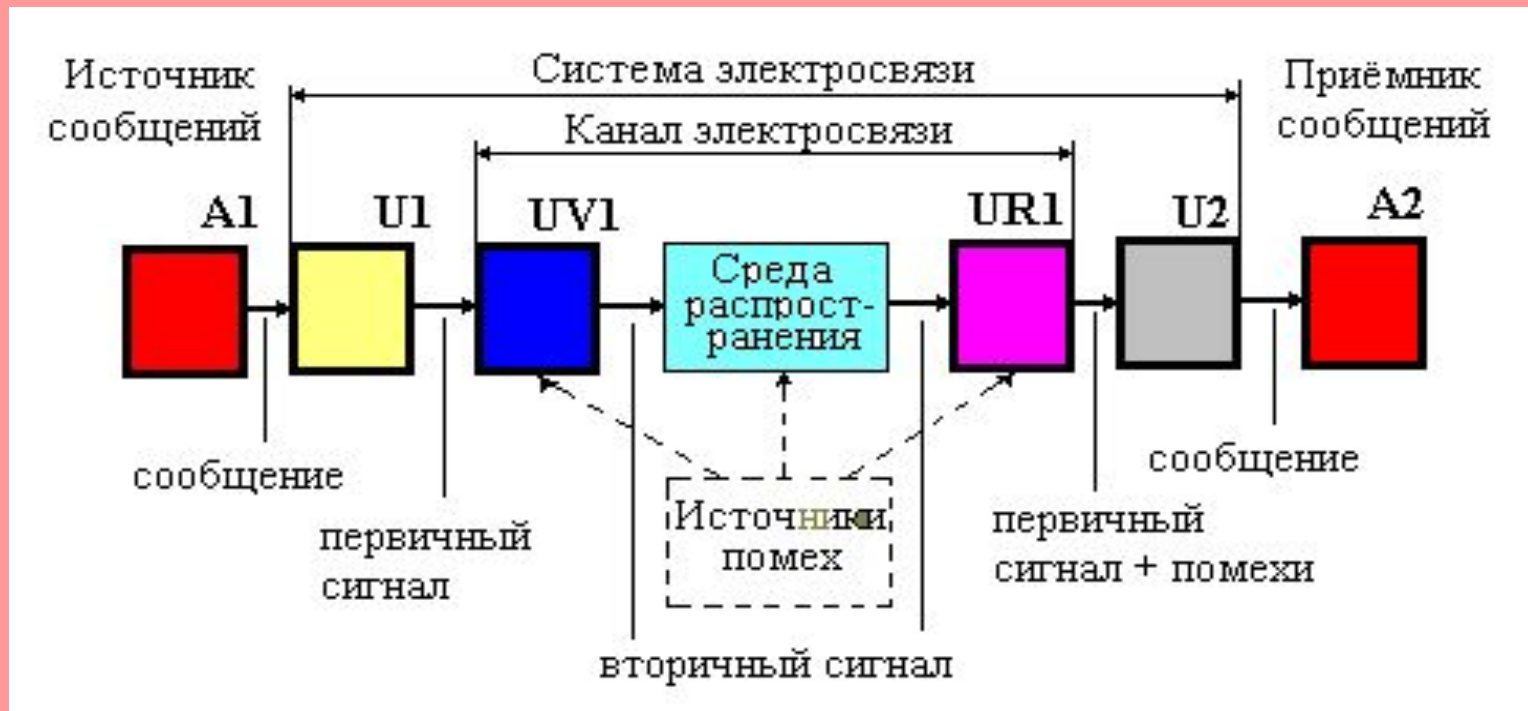 Источник
сообщений
Система электросвязи
Приёмник
сообщений
Канал электросвязи
A1
U1
UV1
UR1
U2
A2
Среда
распрост-
ранения
сообщение
первичный
сигнал
Источники
помех
первичный
сигнал + помехи
сообщение
вторичный сигнал